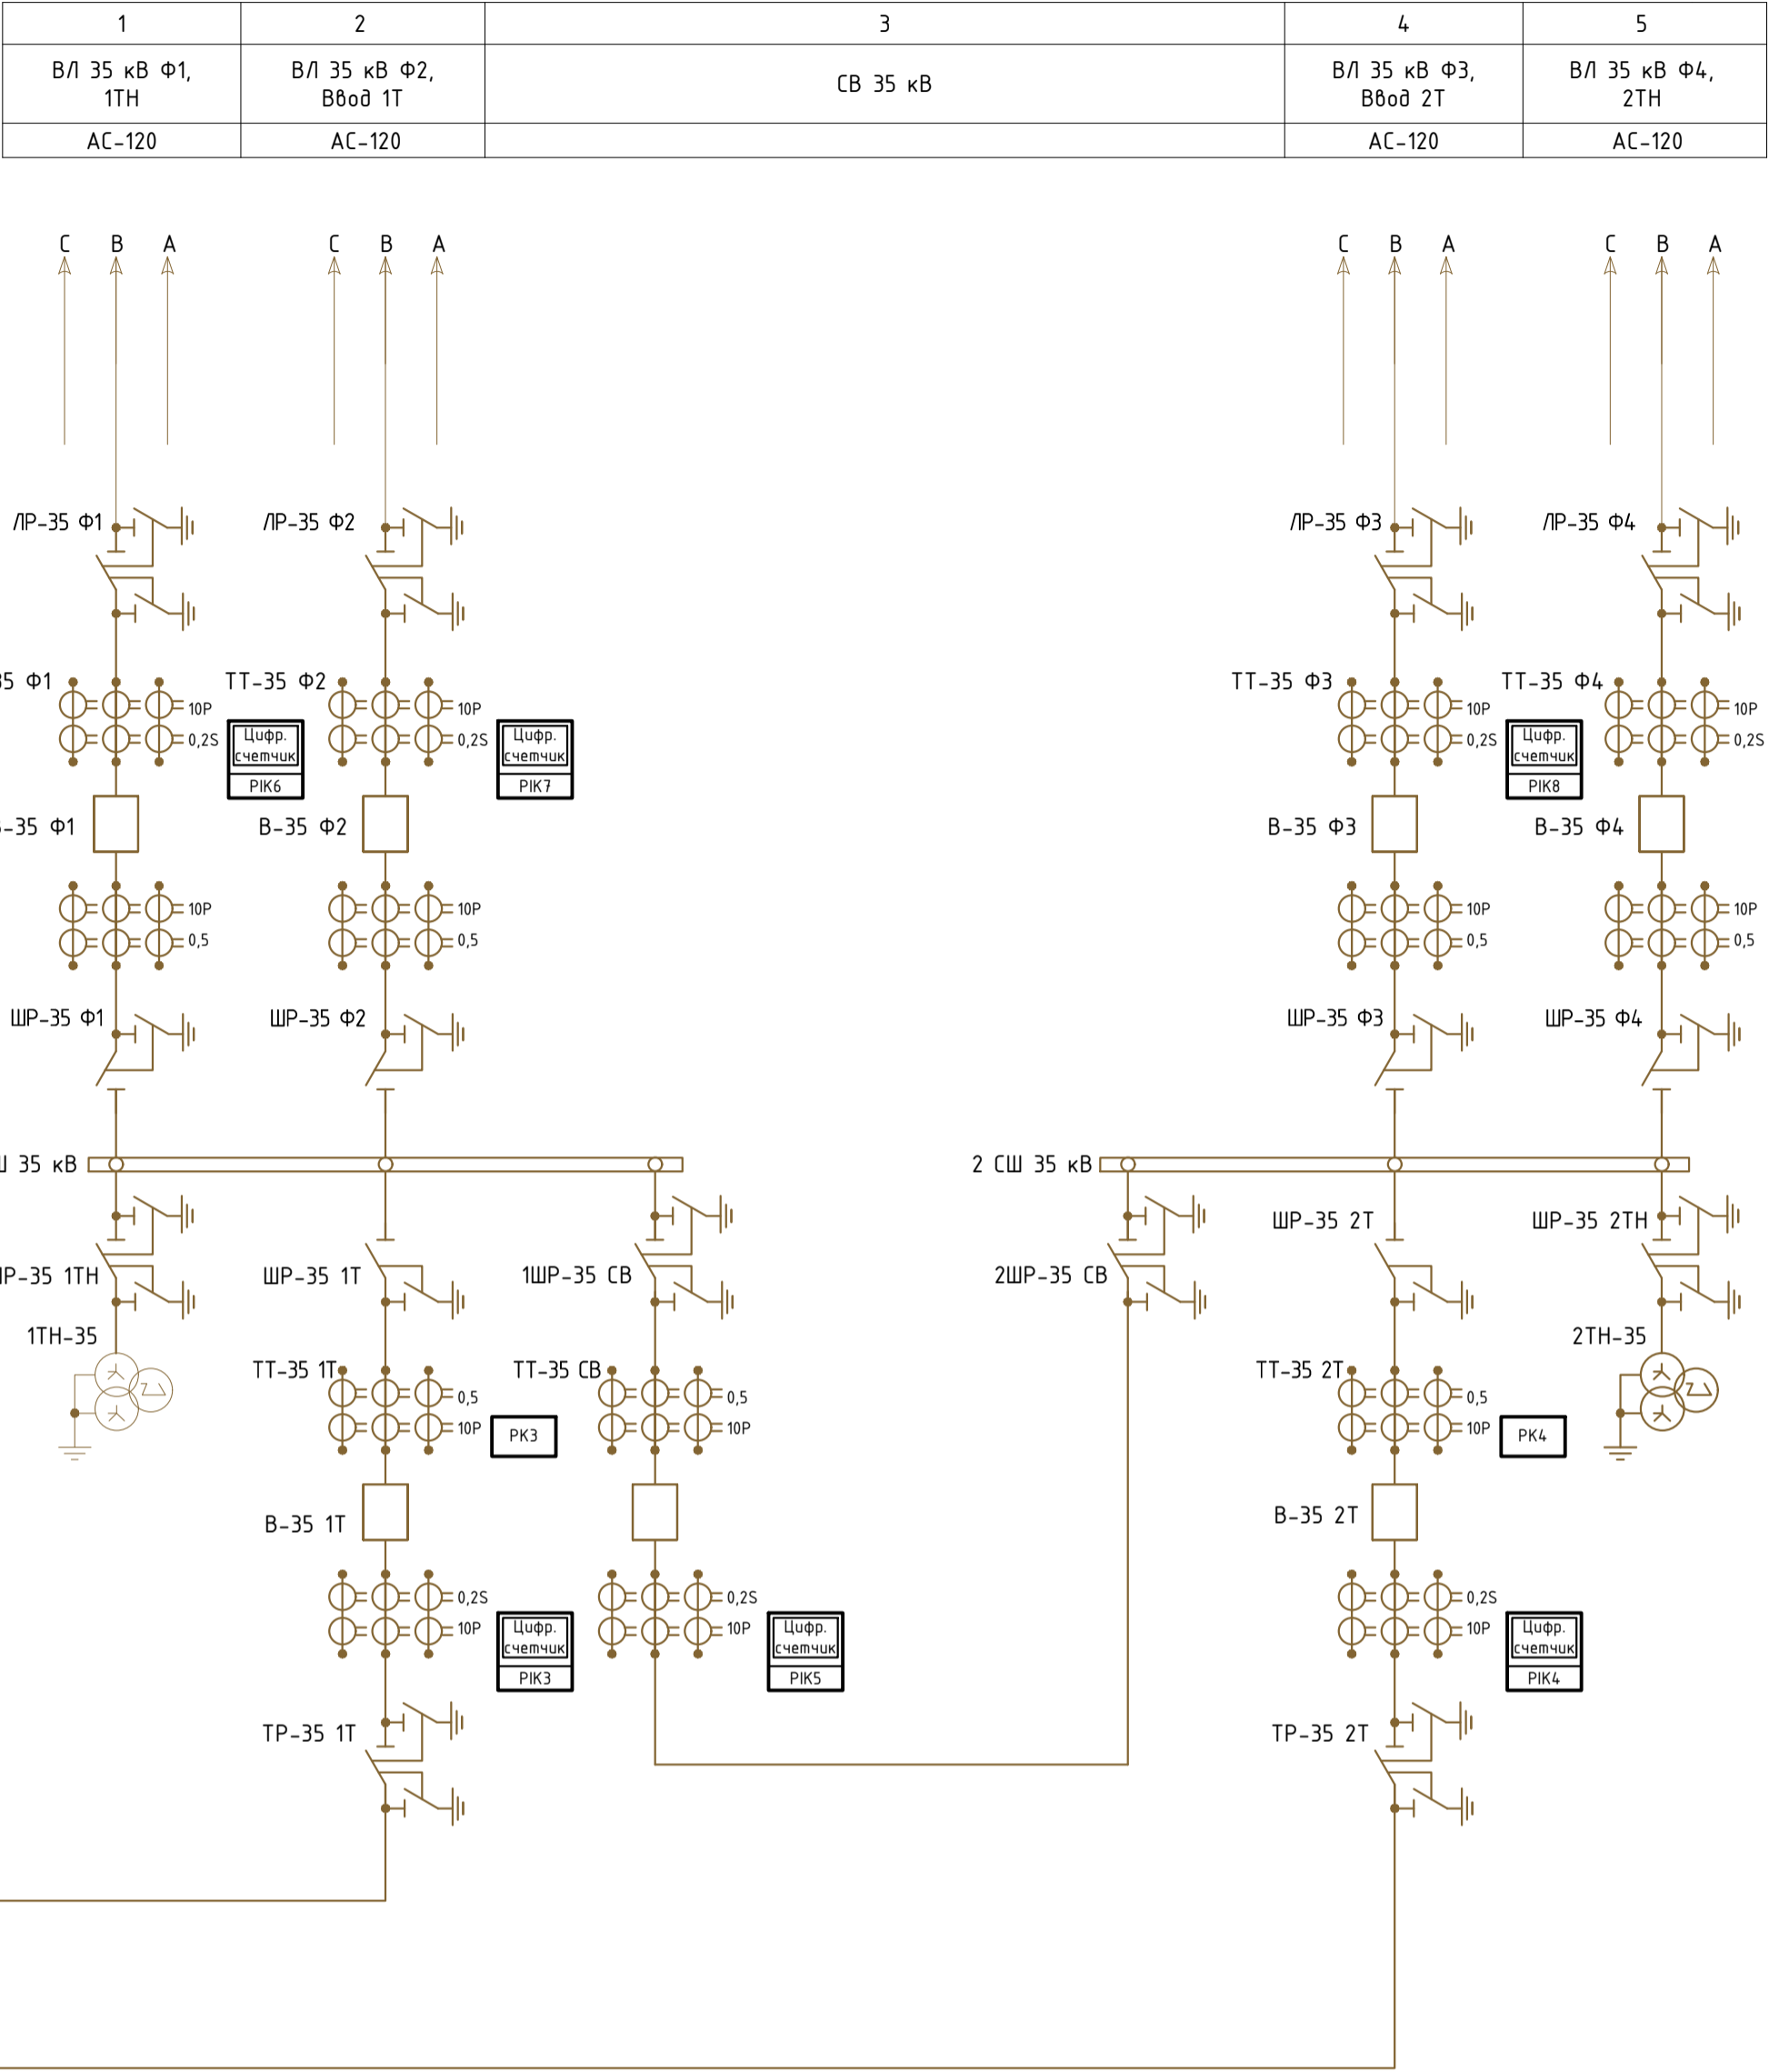 1 2 3 4 5
ВЛ 35 кВ Ф1, ВЛ 35 кВ Ф2, СВ 35 кВ ВЛ 35 кВ Ф3, ВЛ 35 кВ Ф4,
1ТН Ввод 1Т Ввод 2Т 2ТН
АС-120 АС-120 АС-120 АС-120
С В А С В А С В А С В А
ЛР-35 Ф1 ЛР-35 Ф2 ЛР-35 Ф3 ЛР-35 Ф4
35 Ф1 ТТ-35 Ф2 ТТ-35 Ф3 ТТ-35 Ф4
10Р 10Р 10Р 10Р
0,2S 0,2S 0,2S 0,2S
Цифр. Цифр. Цифр.
счетчик счетчик счетчик
PIK6 PIK7 PIK8
-35 Ф1 В-35 Ф2 В-35 Ф3 В-35 Ф4
10Р 10Р 10Р 10Р
0,5 0,5 0,5 0,5
ШР-35 Ф1 ШР-35 Ф2 ШР-35 Ф3 ШР-35 Ф4
35 кВ 2 СШ 35 кВ
ШР-35 2Т ШР-35 2ТН
Р-35 1ТН ШР-35 1Т 1ШР-35 СВ 2ШР-35 СВ
1ТН-35 2ТН-35
ТТ-35 1Т ТТ-35 СВ ТТ-35 2Т
0,5 0,5 0,5
10Р 10Р 10Р
PK3 PK4
В-35 1Т В-35 2Т
0,2S 0,2S 0,2S
10Р 10Р 10Р
Цифр. Цифр. Цифр.
счетчик счетчик счетчик
PIK3 PIK5 PIK4
ТР-35 1Т ТР-35 2Т